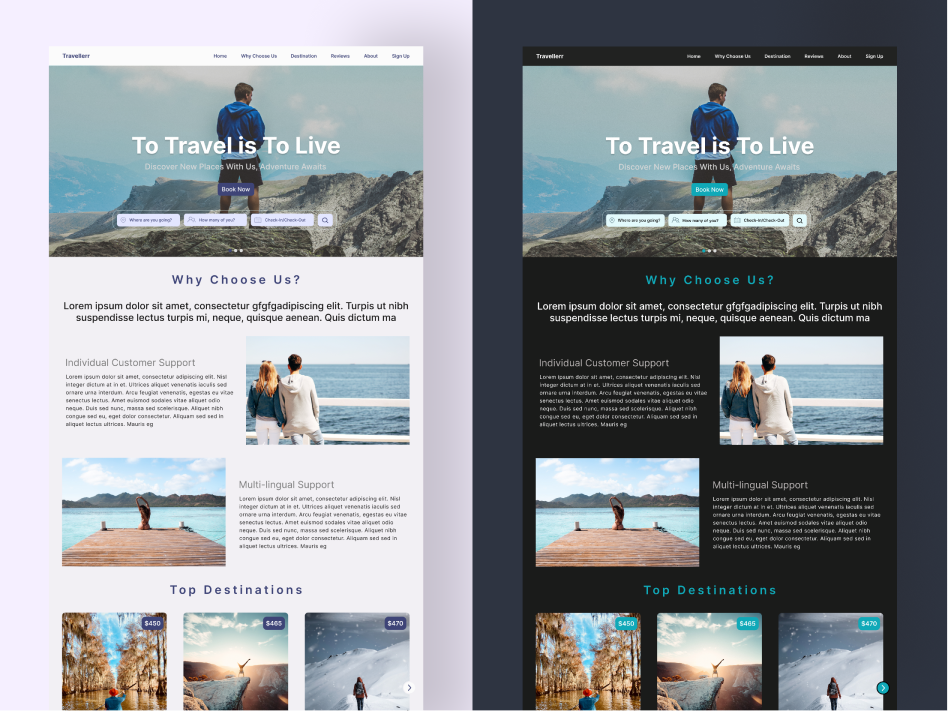 Travellerr
Home Why Choose Us Destination Reviews About Sign Up
To Travel is To Live
Discover New Places With Us, Adventure Awaits
Book Now
Where are you going? How many of you? Check-In/Check-Out
Why Choose Us?
Lorem ipsum dolor sit amet, consectetur gfgfgadipiscing elit. Turpis ut nibh
suspendisse lectus turpis mi, neque, quisque aenean. Quis dictum ma
Individual Customer Support
Lorem ipsum dolor sit amet, consectetur adipiscing elit. Nisl
integer dictum at in et. Ultrices aliquet venenatis iaculis sed
ornare urna interdum. Arcu feugiat venenatis, egestas eu vitae
senectus lectus. Amet euismod sodales vitae aliquet odio
neque. Duis sed nunc, massa sed scelerisque. Aliquet nibh
congue sed eu, eget dolor consectetur. Aliquam sed sed in
aliquet lectus ultrices. Mauris eg
Multi-lingual Support
Lorem ipsum dolor sit amet, consectetur adipiscing elit. Nisl
integer dictum at in et. Ultrices aliquet venenatis iaculis sed
ornare urna interdum. Arcu feugiat venenatis, egestas eu vitae
senectus lectus. Amet euismod sodales vitae aliquet odio
neque. Duis sed nunc, massa sed scelerisque. Aliquet nibh
congue sed eu, eget dolor consectetur. Aliquam sed sed in
aliquet lectus ultrices. Mauris eg
Top Destinations
$450 $465 $470
Travellerr
Home Why Choose Us Destination Reviews About Sign Up
To Travel is To Live
Discover New Places With Us, Adventure Awaits
Book Now
Where are you going? How many of you? Check-In/Check-Out
Why Choose Us?
Lorem ipsum dolor sit amet, consectetur gfgfgadipiscing elit. Turpis ut nibh
suspendisse lectus turpis mi, neque, quisque aenean. Quis dictum ma
Individual Customer Support
Lorem ipsum dolor sit amet, consectetur adipiscing elit. Nisl
integer dictum at in et. Ultrices aliquet venenatis iaculis sed
ornare urna interdum. Arcu feugiat venenatis, egestas eu vitae
senectus lectus. Amet euismod sodales vitae aliquet odio
neque. Duis sed nunc, massa sed scelerisque. Aliquet nibh
congue sed eu, eget dolor consectetur. Aliquam sed sed in
aliquet lectus ultrices. Mauris eg
Multi-lingual Support
Lorem ipsum dolor sit amet, consectetur adipiscing elit. Nisl
integer dictum at in et. Ultrices aliquet venenatis iaculis sed
ornare urna interdum. Arcu feugiat venenatis, egestas eu vitae
senectus lectus. Amet euismod sodales vitae aliquet odio
neque. Duis sed nunc, massa sed scelerisque. Aliquet nibh
congue sed eu, eget dolor consectetur. Aliquam sed sed in
aliquet lectus ultrices. Mauris eg
Top Destinations
$450 $465 $470